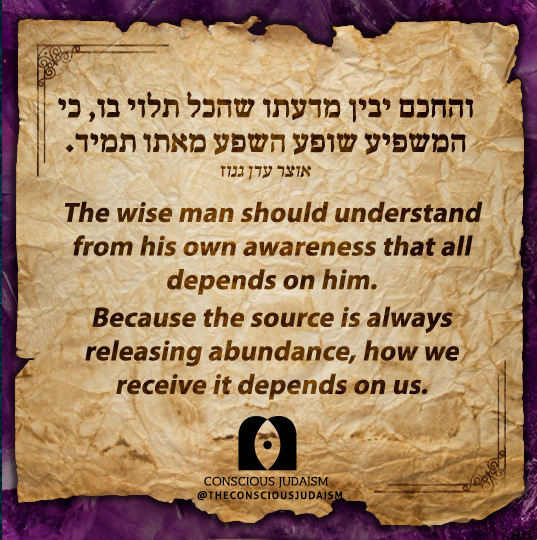 והחכם יבין מדעתו שהכל תלוי בו, כי
המשפיע שופע השפע מאתו תמיד.
אוצר עדן גנוז
The wise man should understand
from his own awareness that all
depends on him.
Because the source is always
releasing abundance, how we
receive it depends on us.
CONSCIOUS JUDAISM
@THECONSCIOUSJUDAISM